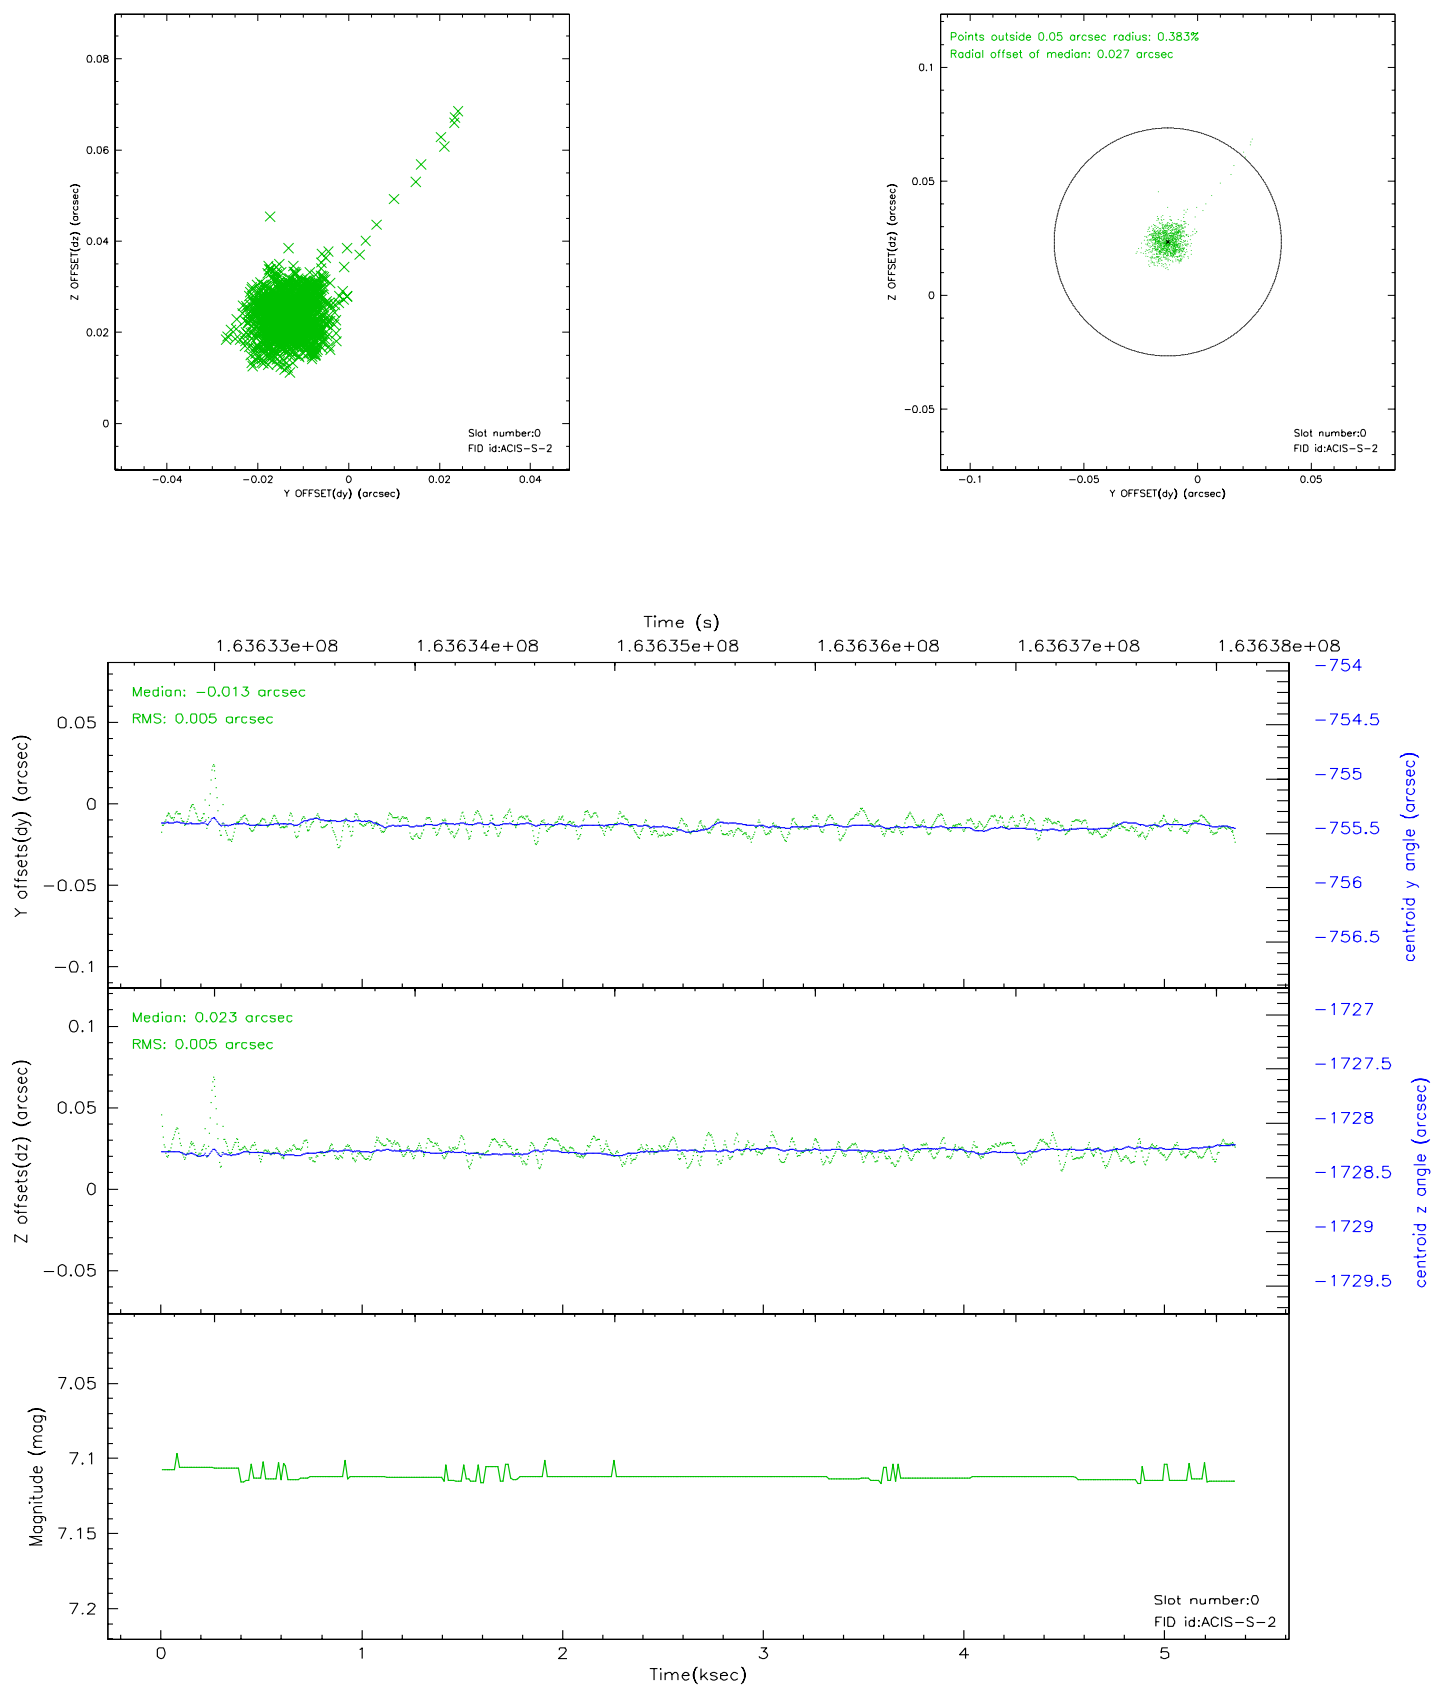 0.08
0.06
0.04
0.02
0
Z OFFSET(dz) (arcsec)
Slot number:0
FID id:ACIS-S-2
-0.04 -0.02 0 0.02 0.04
Y OFFSET(dy) (arcsec)
Points outside 0.05 arcsec radius: 0.383%
Radial offset of median: 0.027 arcsec
0.1
0.05
0
-0.05
Z OFFSET(dz) (arcsec)
Slot number:0
FID id:ACIS-S-2
-0.1 -0.05 0 0.05
Y OFFSET(dy) (arcsec)
Time (s)
1.63633e+08 1.63634e+08 1.63635e+08 1.63636e+08 1.63637e+08 1.63638e+08
Median: -0.013 arcsec
RMS: 0.005 arcsec
0.05
0
-0.05
-0.1
Y offsets(dy) (arcsec)
-754
-754.5
-755
-755.5
-756
-756.5
centroid y angle (arcsec)
Median: 0.023 arcsec
RMS: 0.005 arcsec
0.1
0.05
0
-0.05
Z offsets(dz) (arcsec)
-1727
-1727.5
-1728
-1728.5
-1729
-1729.5
centroid z angle (arcsec)
7.05
7.1
7.15
7.2
Magnitude (mag)
Slot number:0
FID id:ACIS-S-2
0 1 2 3 4 5
Time(ksec)